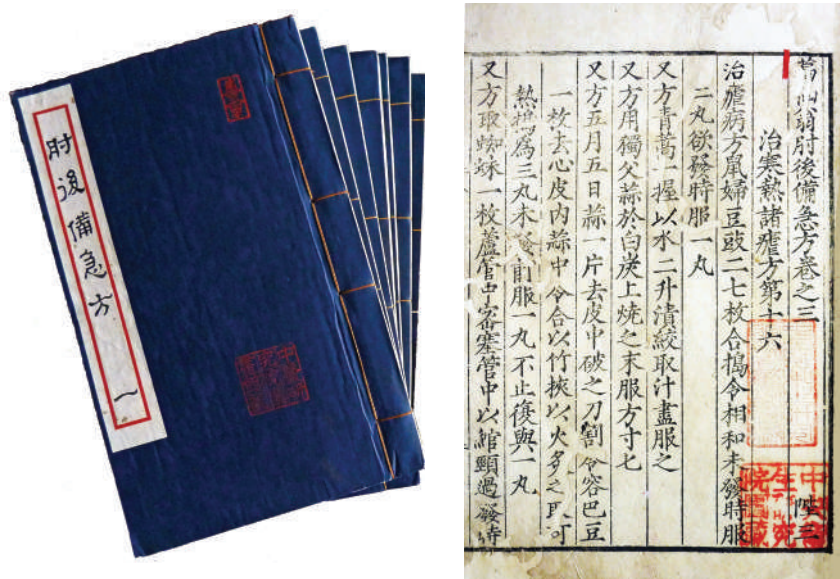 肘後備急方 一
葛仙翁肘後備急方卷之三
陛三
治寒熱諸瘧方第十六
治瘧病方鼠婦豆豉二七枚合搗令相和未發時服
二丸欲發時服一丸
又方青蒿一握以水二升漬絞取汁盡服之
又方用獨父蒜於白炭上燒之末服方寸匕
又方五月五日蒜一片去皮中破之刀割令容巴豆
一枚去心皮內蒜中令合以竹挾以火炙之取可
熱搗爲三丸未發前服一丸不止復與一丸
又方取蜘蛛一枚蘆管中密塞管中以綰頸過發時